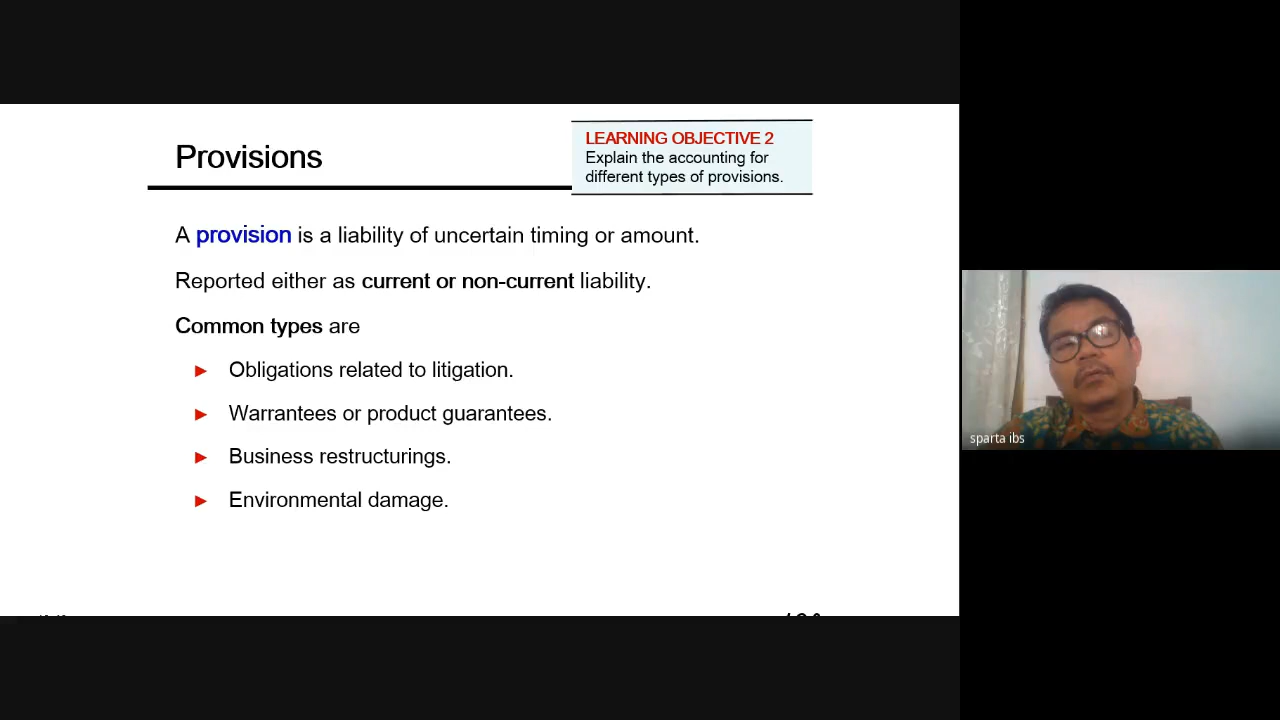 Provisions
LEARNING OBJECTIVE 2
Explain the accounting for
different types of provisions.
A provision is a liability of uncertain timing or amount.
Reported either as current or non-current liability.
Common types are
► Obligations related to litigation.
► Warrantees or product guarantees.
► Business restructurings.
► Environmental damage.
sparta ibs